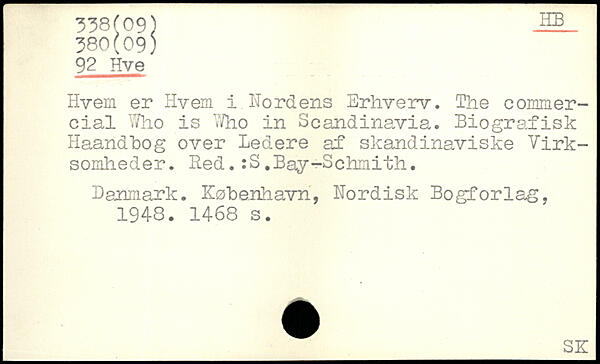 338(09)
HB
380(09)
92 Hve
Hvem er Hvem i Nordens Erhverv. The commer-
cial Who is Who in Scandinavia. Biografisk
Haandbog over Ledere af skandinaviske Virk-
somheder. Red.:S.Bay-Schmith.
Danmark. København, Nordisk Bogforlag,
1948. 1468 s.
SK